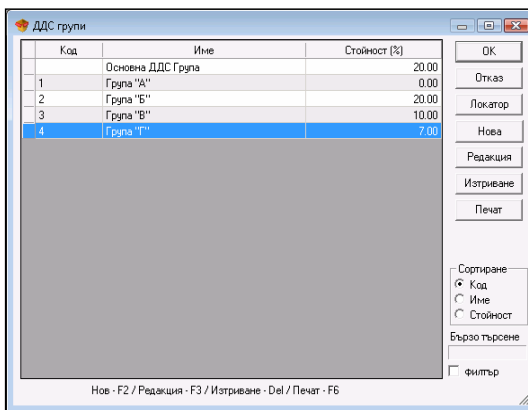 ДДС групи
Код Име Стойност (%)
Основна ДДС Група 20.00
1 Група "А" 0.00
2 Група "Б" 20.00
3 Група "В" 10.00
4 Група "Г" 7.00
ОК
Отказ
Локатор
Нова
Редакция
Изтриване
Печат
Сортиране
Код
Име
Стойност
Бързо търсене
филтър
Нов - F2 / Редакция - F3 / Изтриване - Del / Печат - F6